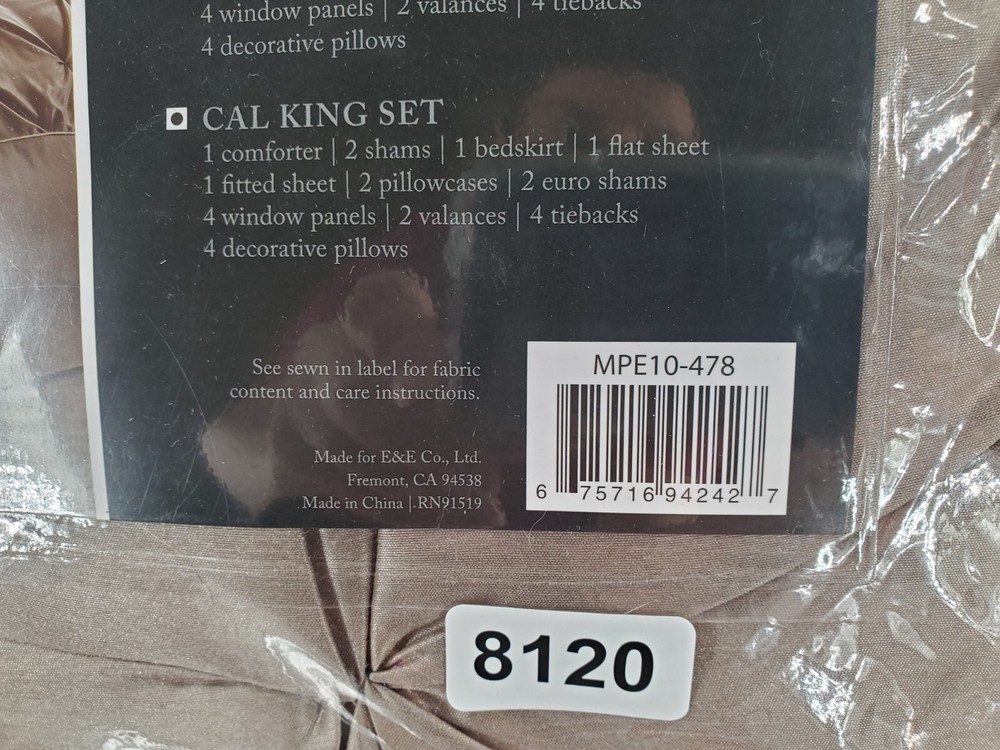 4 window panels | 2 valances | 4 tiebacks
4 decorative pillows
CAL KING SET
1 comforter | 2 shams | 1 bedskirt | 1 flat sheet
1 fitted sheet | 2 pillowcases | 2 euro shams
4 window panels | 2 valances | 4 tiebacks
4 decorative pillows
See sewn in label for fabric
content and care instructions.
Made for E&E Co., Ltd.
Fremont, CA 94538
Made in China | RN91519
MPE10-478
6 75716 94242 7
8120